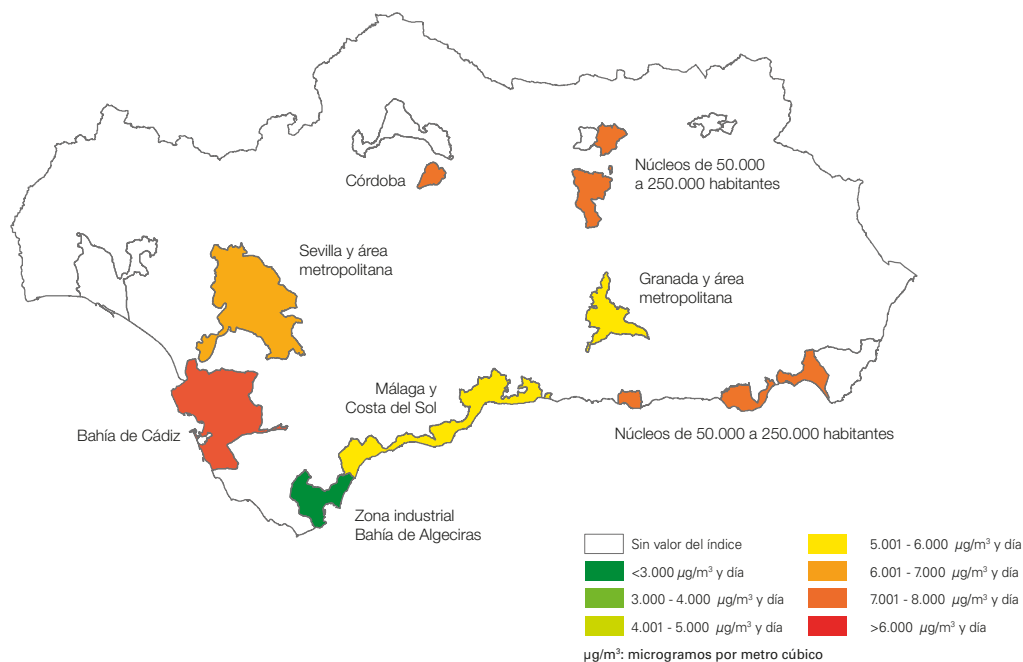 Núcleos de 50.000
a 250.000 habitantes
Córdoba
Sevilla y área
metropolitana
Granada y área
metropolitana
Málaga y
Costa del Sol
Bahía de Cádiz
Núcleos de 50.000 a 250.000 habitantes
Zona industrial
Bahía de Algeciras
Sin valor del índice
<3.000 µg/m³ y día
3.000 - 4.000 µg/m³ y día
4.001 - 5.000 µg/m³ y día
5.001 - 6.000 µg/m³ y día
6.001 - 7.000 µg/m³ y día
7.001 - 8.000 µg/m³ y día
>6.000 µg/m³ y día
µg/m³: microgramos por metro cúbico